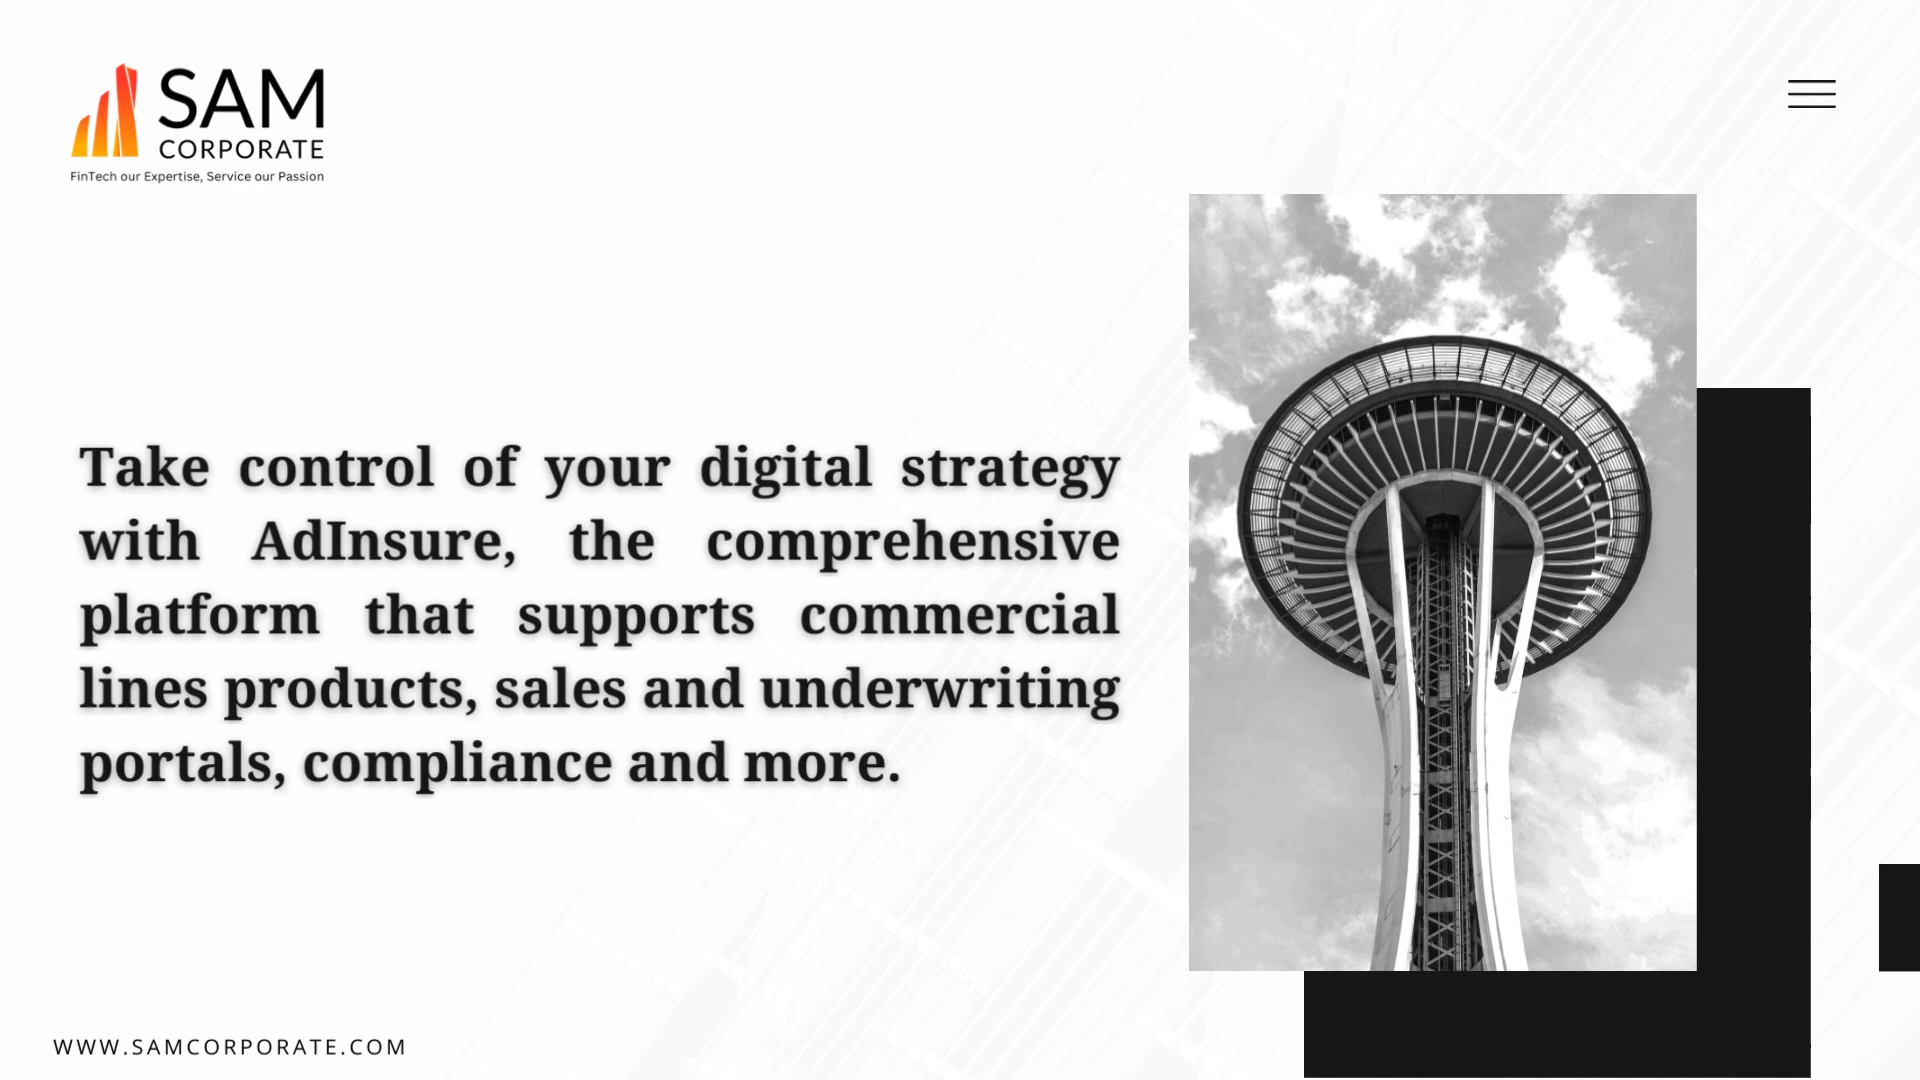 SAM
CORPORATE
FinTech our Expertise, Service our Passion
Take control of your digital strategy
with AdInsure, the comprehensive
platform that supports commercial
lines products, sales and underwriting
portals, compliance and more.
WWW.SAMCORPORATE.COM